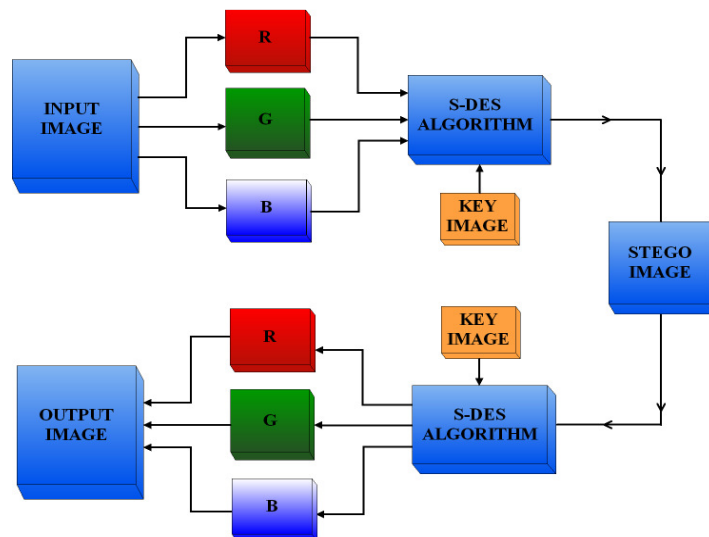 INPUT
IMAGE
R
G
B
S-DES
ALGORITHM
KEY
IMAGE
STEGO
IMAGE
KEY
IMAGE
S-DES
ALGORITHM
R
G
B
OUTPUT
IMAGE